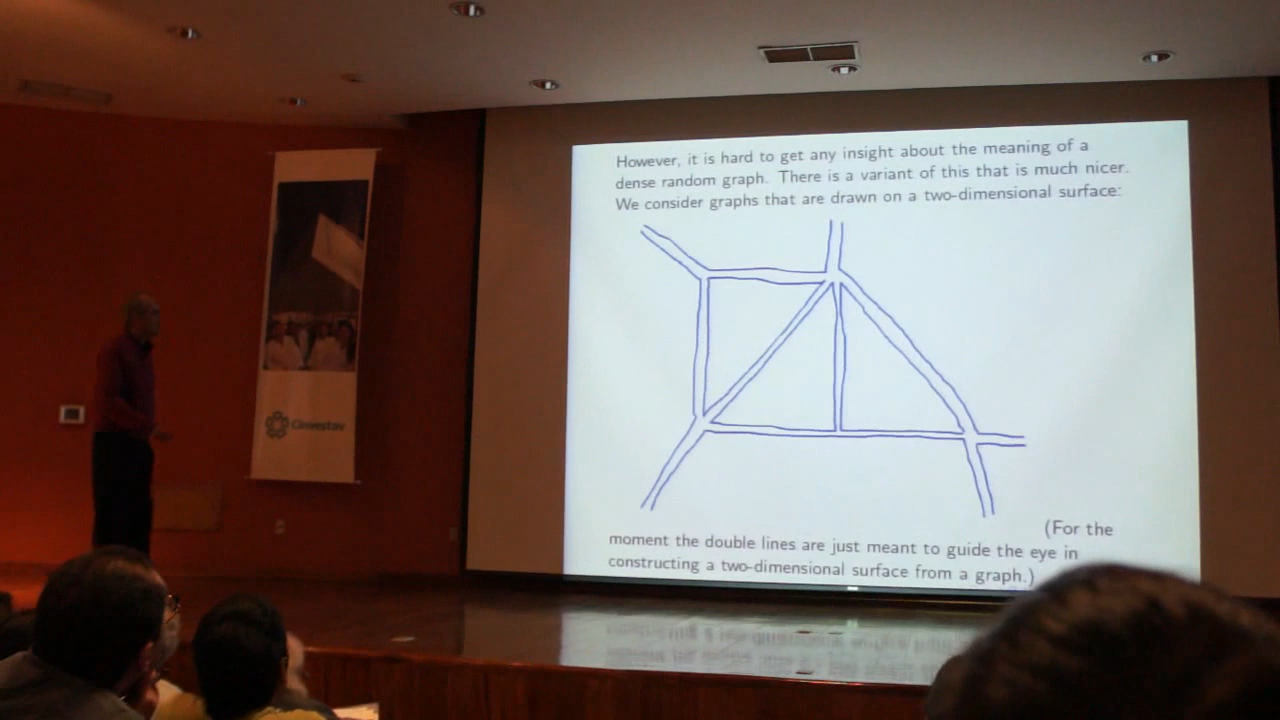 However, it is hard to get any insight about the meaning of a
dense random graph. There is a variant of this that is much nicer.
We consider graphs that are drawn on a two-dimensional surface:
(For the
moment the double lines are just meant to guide the eye in
constructing a two-dimensional surface from a graph.)
Cinvestav